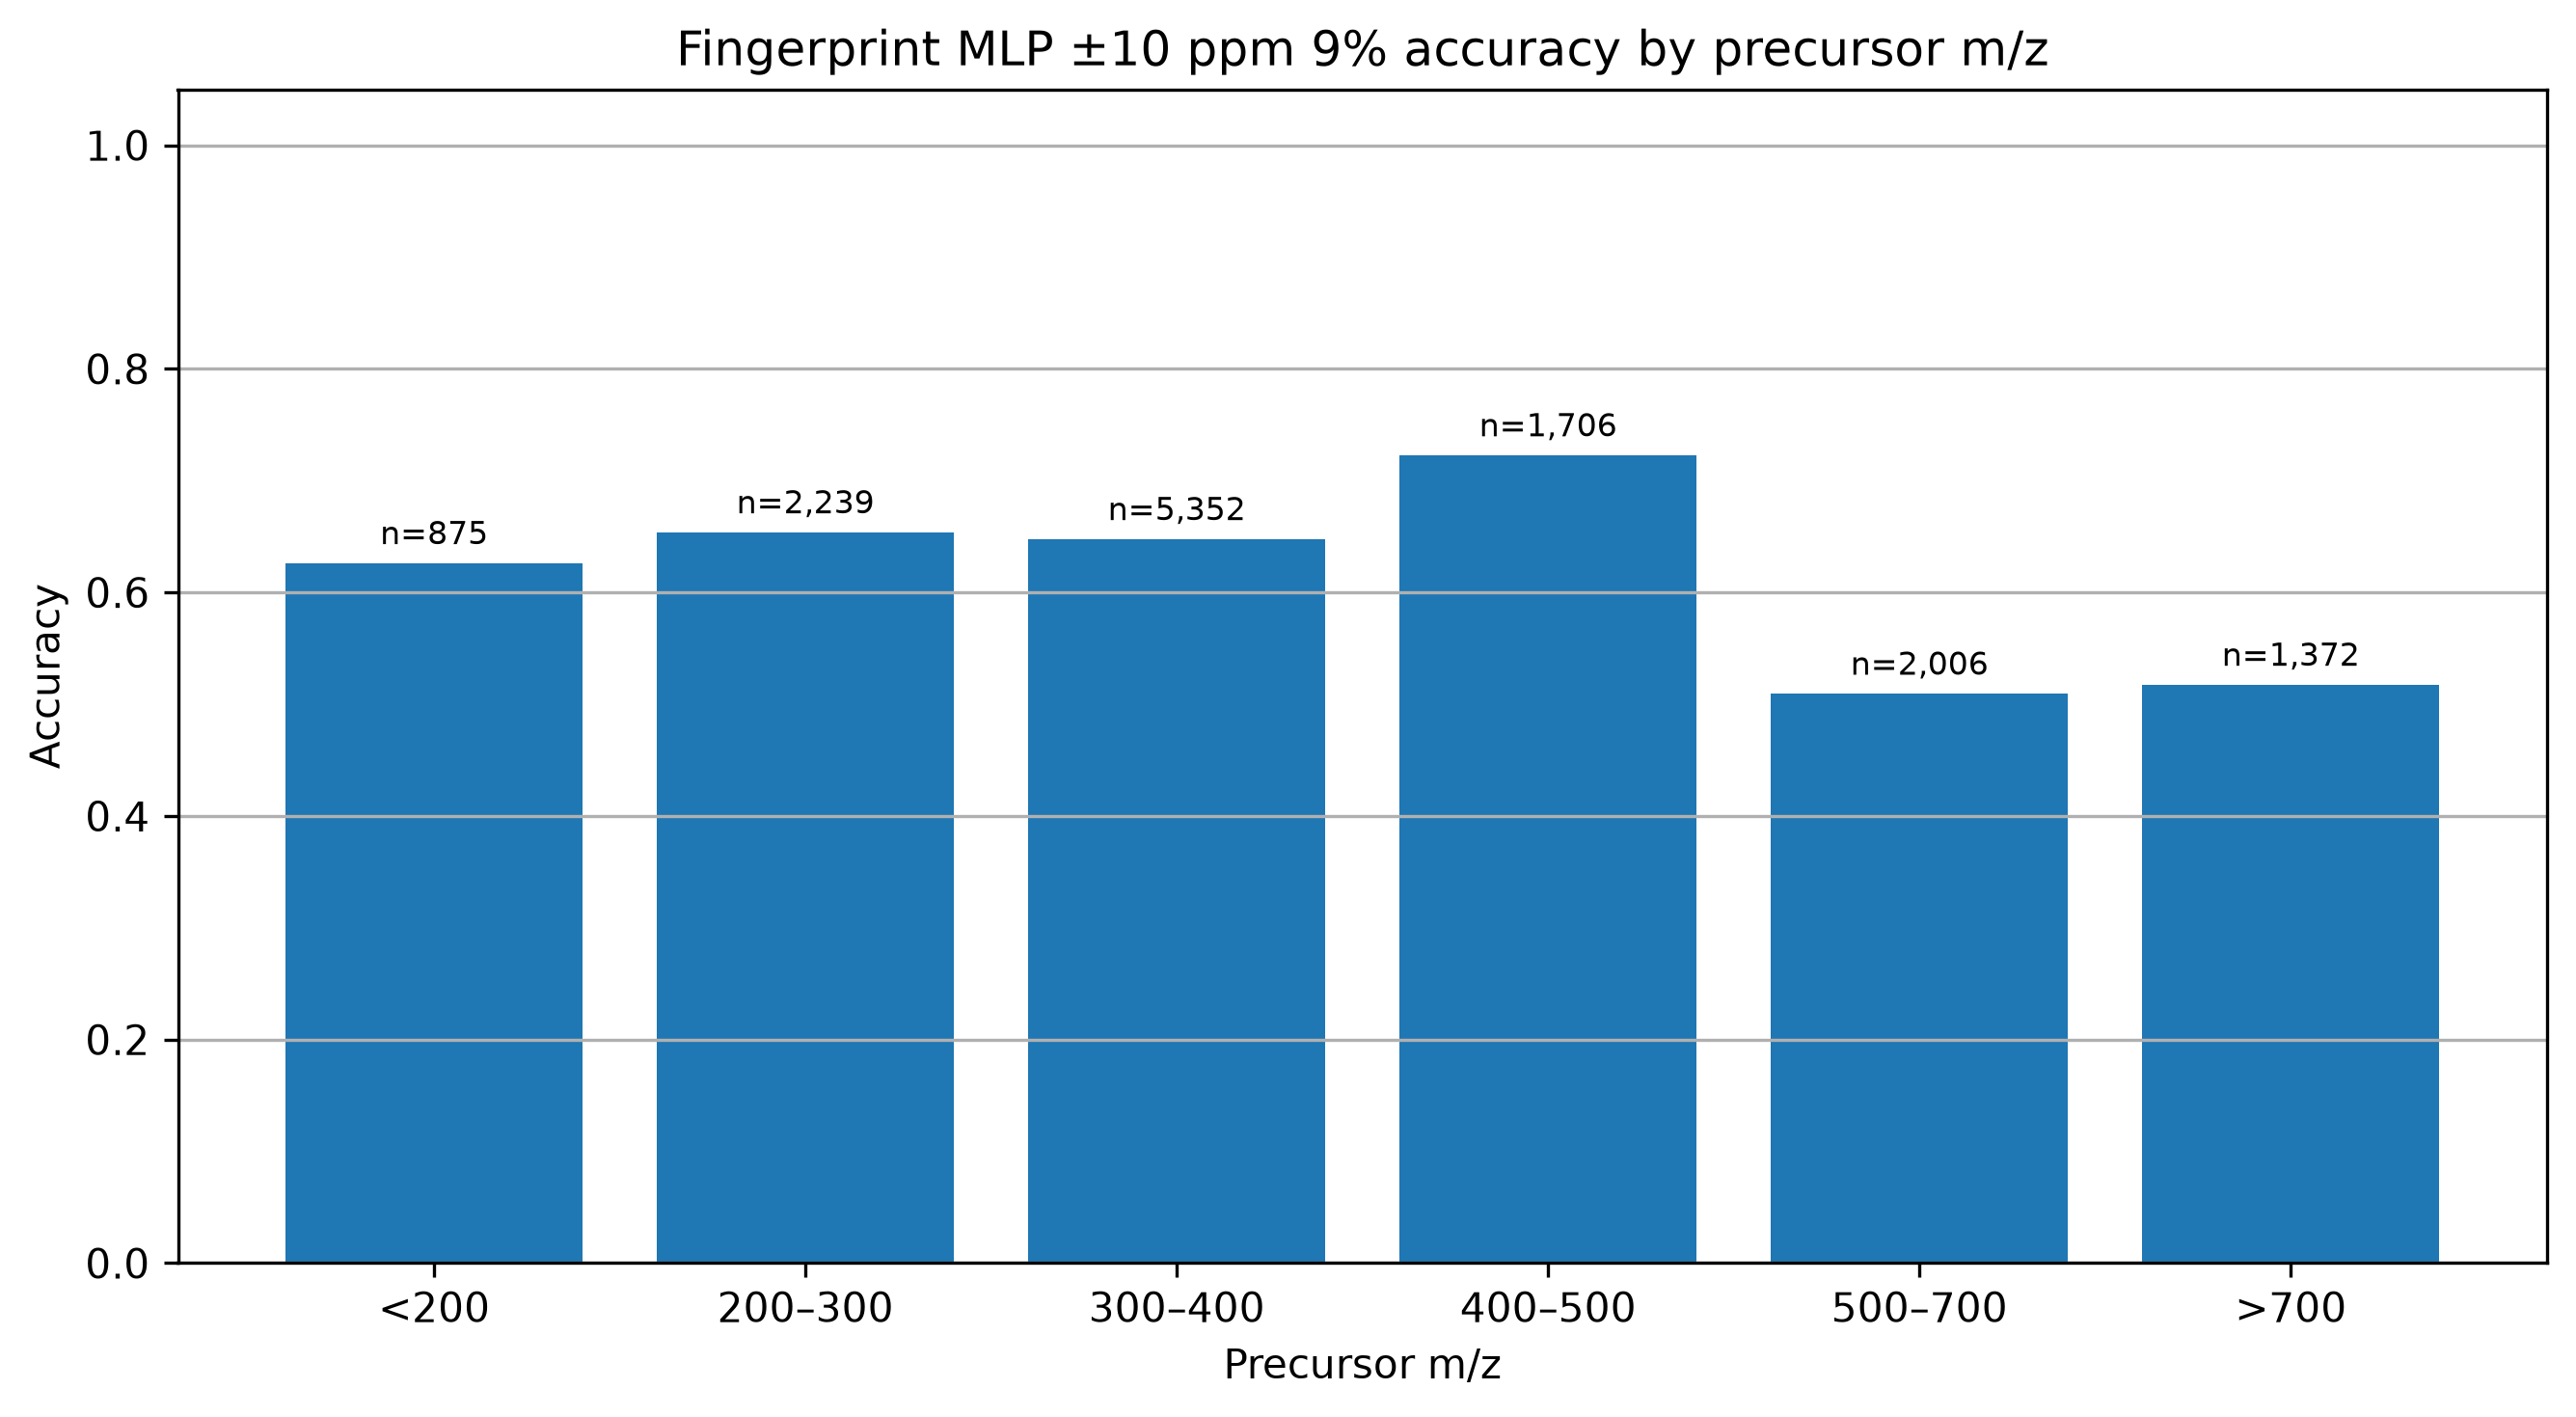 Fingerprint MLP ±10 ppm 9% accuracy by precursor m/z
1.0
0.8
0.6
0.4
0.2
0.0
Accuracy
n=875
n=2,239
n=5,352
n=1,706
n=2,006
n=1,372
<200
200–300
300–400
400–500
500–700
>700
Precursor m/z